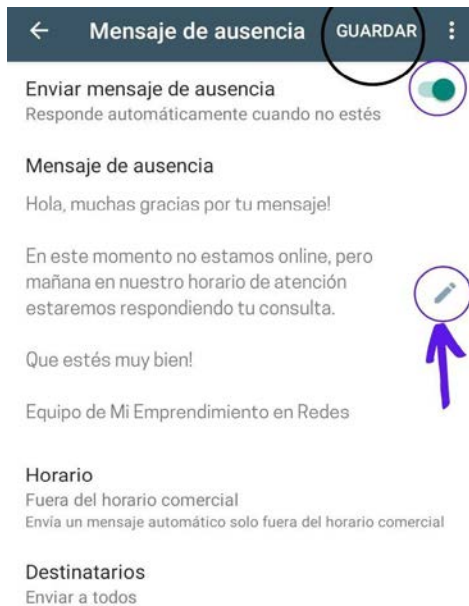 Mensaje de ausencia GUARDAR
Enviar mensaje de ausencia
Responde automáticamente cuando no estés
Mensaje de ausencia
Hola, muchas gracias por tu mensaje!
En este momento no estamos online, pero
mañana en nuestro horario de atención
estaremos respondiendo tu consulta.
Que estés muy bien!
Equipo de Mi Emprendimiento en Redes
Horario
Fuera del horario comercial
Envía un mensaje automático solo fuera del horario comercial
Destinatarios
Enviar a todos